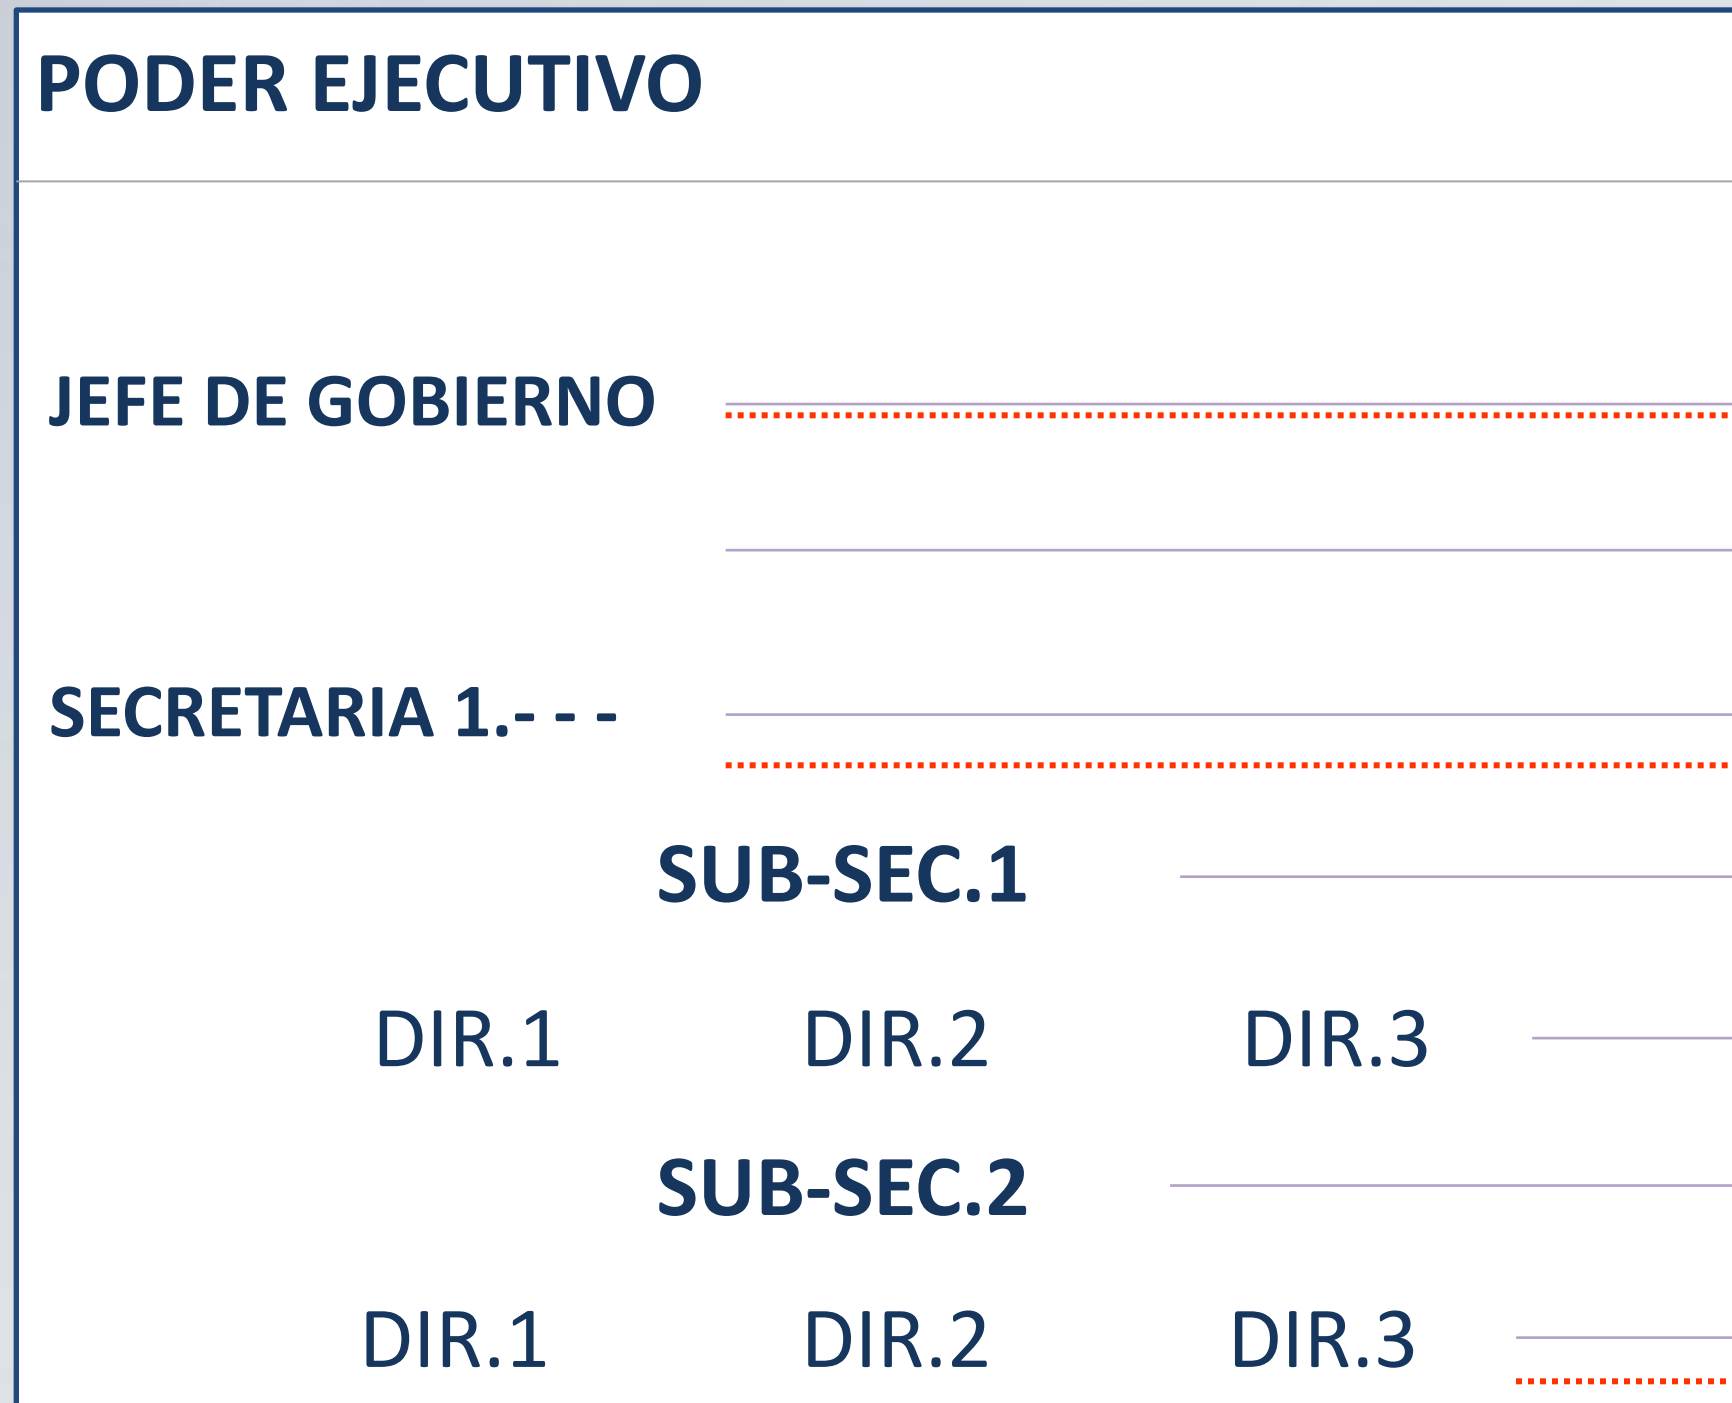 PODER EJECUTIVO
JEFE DE GOBIERNO
SECRETARIA 1.- - -
SUB-SEC.1
DIR.1 DIR.2 DIR.3
SUB-SEC.2
DIR.1 DIR.2 DIR.3